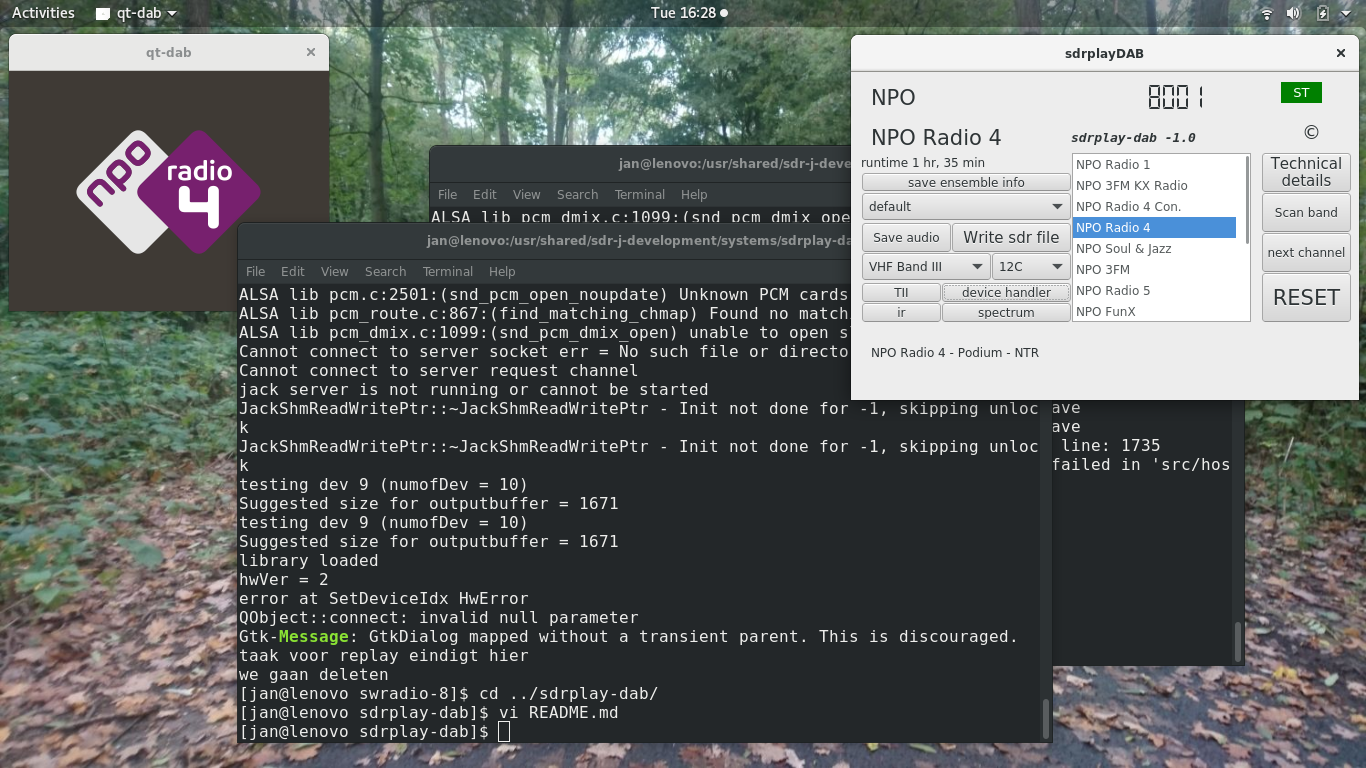 Activities qt-dab Tue 16:28
qt-dab
npo radio 4
jan@lenovo:/usr/shared/sdr-j-deve
File Edit View Search Terminal Help
ALSA lib pcm_dmix.c:1099:(snd_pcm_dmix_ope
jan@lenovo:/usr/shared/sdr-j-development/systems/sdrplay-da
File Edit View Search Terminal Help
ALSA lib pcm.c:2501:(snd_pcm_open_noupdate) Unknown PCM cards
ALSA lib pcm_route.c:867:(find_matching_chmap) Found no matchi
ALSA lib pcm_dmix.c:1099:(snd_pcm_dmix_open) unable to open sl
Cannot connect to server socket err = No such file or directo
Cannot connect to server request channel
jack server is not running or cannot be started
JackShmReadWritePtr::~JackShmReadWritePtr - Init not done for -1, skipping unloc
k
JackShmReadWritePtr::~JackShmReadWritePtr - Init not done for -1, skipping unloc
k
testing dev 9 (numofDev = 10)
Suggested size for outputbuffer = 1671
testing dev 9 (numofDev = 10)
Suggested size for outputbuffer = 1671
library loaded
hwVer = 2
error at SetDeviceIdx HwError
QObject::connect: invalid null parameter
Gtk-Message: GtkDialog mapped without a transient parent. This is discouraged.
taak voor replay eindigt hier
we gaan deleten
[jan@lenovo swradio-8]$ cd ../sdrplay-dab/
[jan@lenovo sdrplay-dab]$ vi README.md
[jan@lenovo sdrplay-dab]$
ave
ave
line: 1735
failed in 'src/hos
sdrplayDAB
NPO 8001 ST
NPO Radio 4 sdrplay-dab -1.0 ©
runtime 1 hr, 35 min
save ensemble info
default
Save audio Write sdr file
VHF Band III 12C
TII device handler
ir spectrum
NPO Radio 1
NPO 3FM KX Radio
NPO Radio 4 Con.
NPO Radio 4
NPO Soul & Jazz
NPO 3FM
NPO Radio 5
NPO FunX
Technical
details
Scan band
next channel
RESET
NPO Radio 4 - Podium - NTR